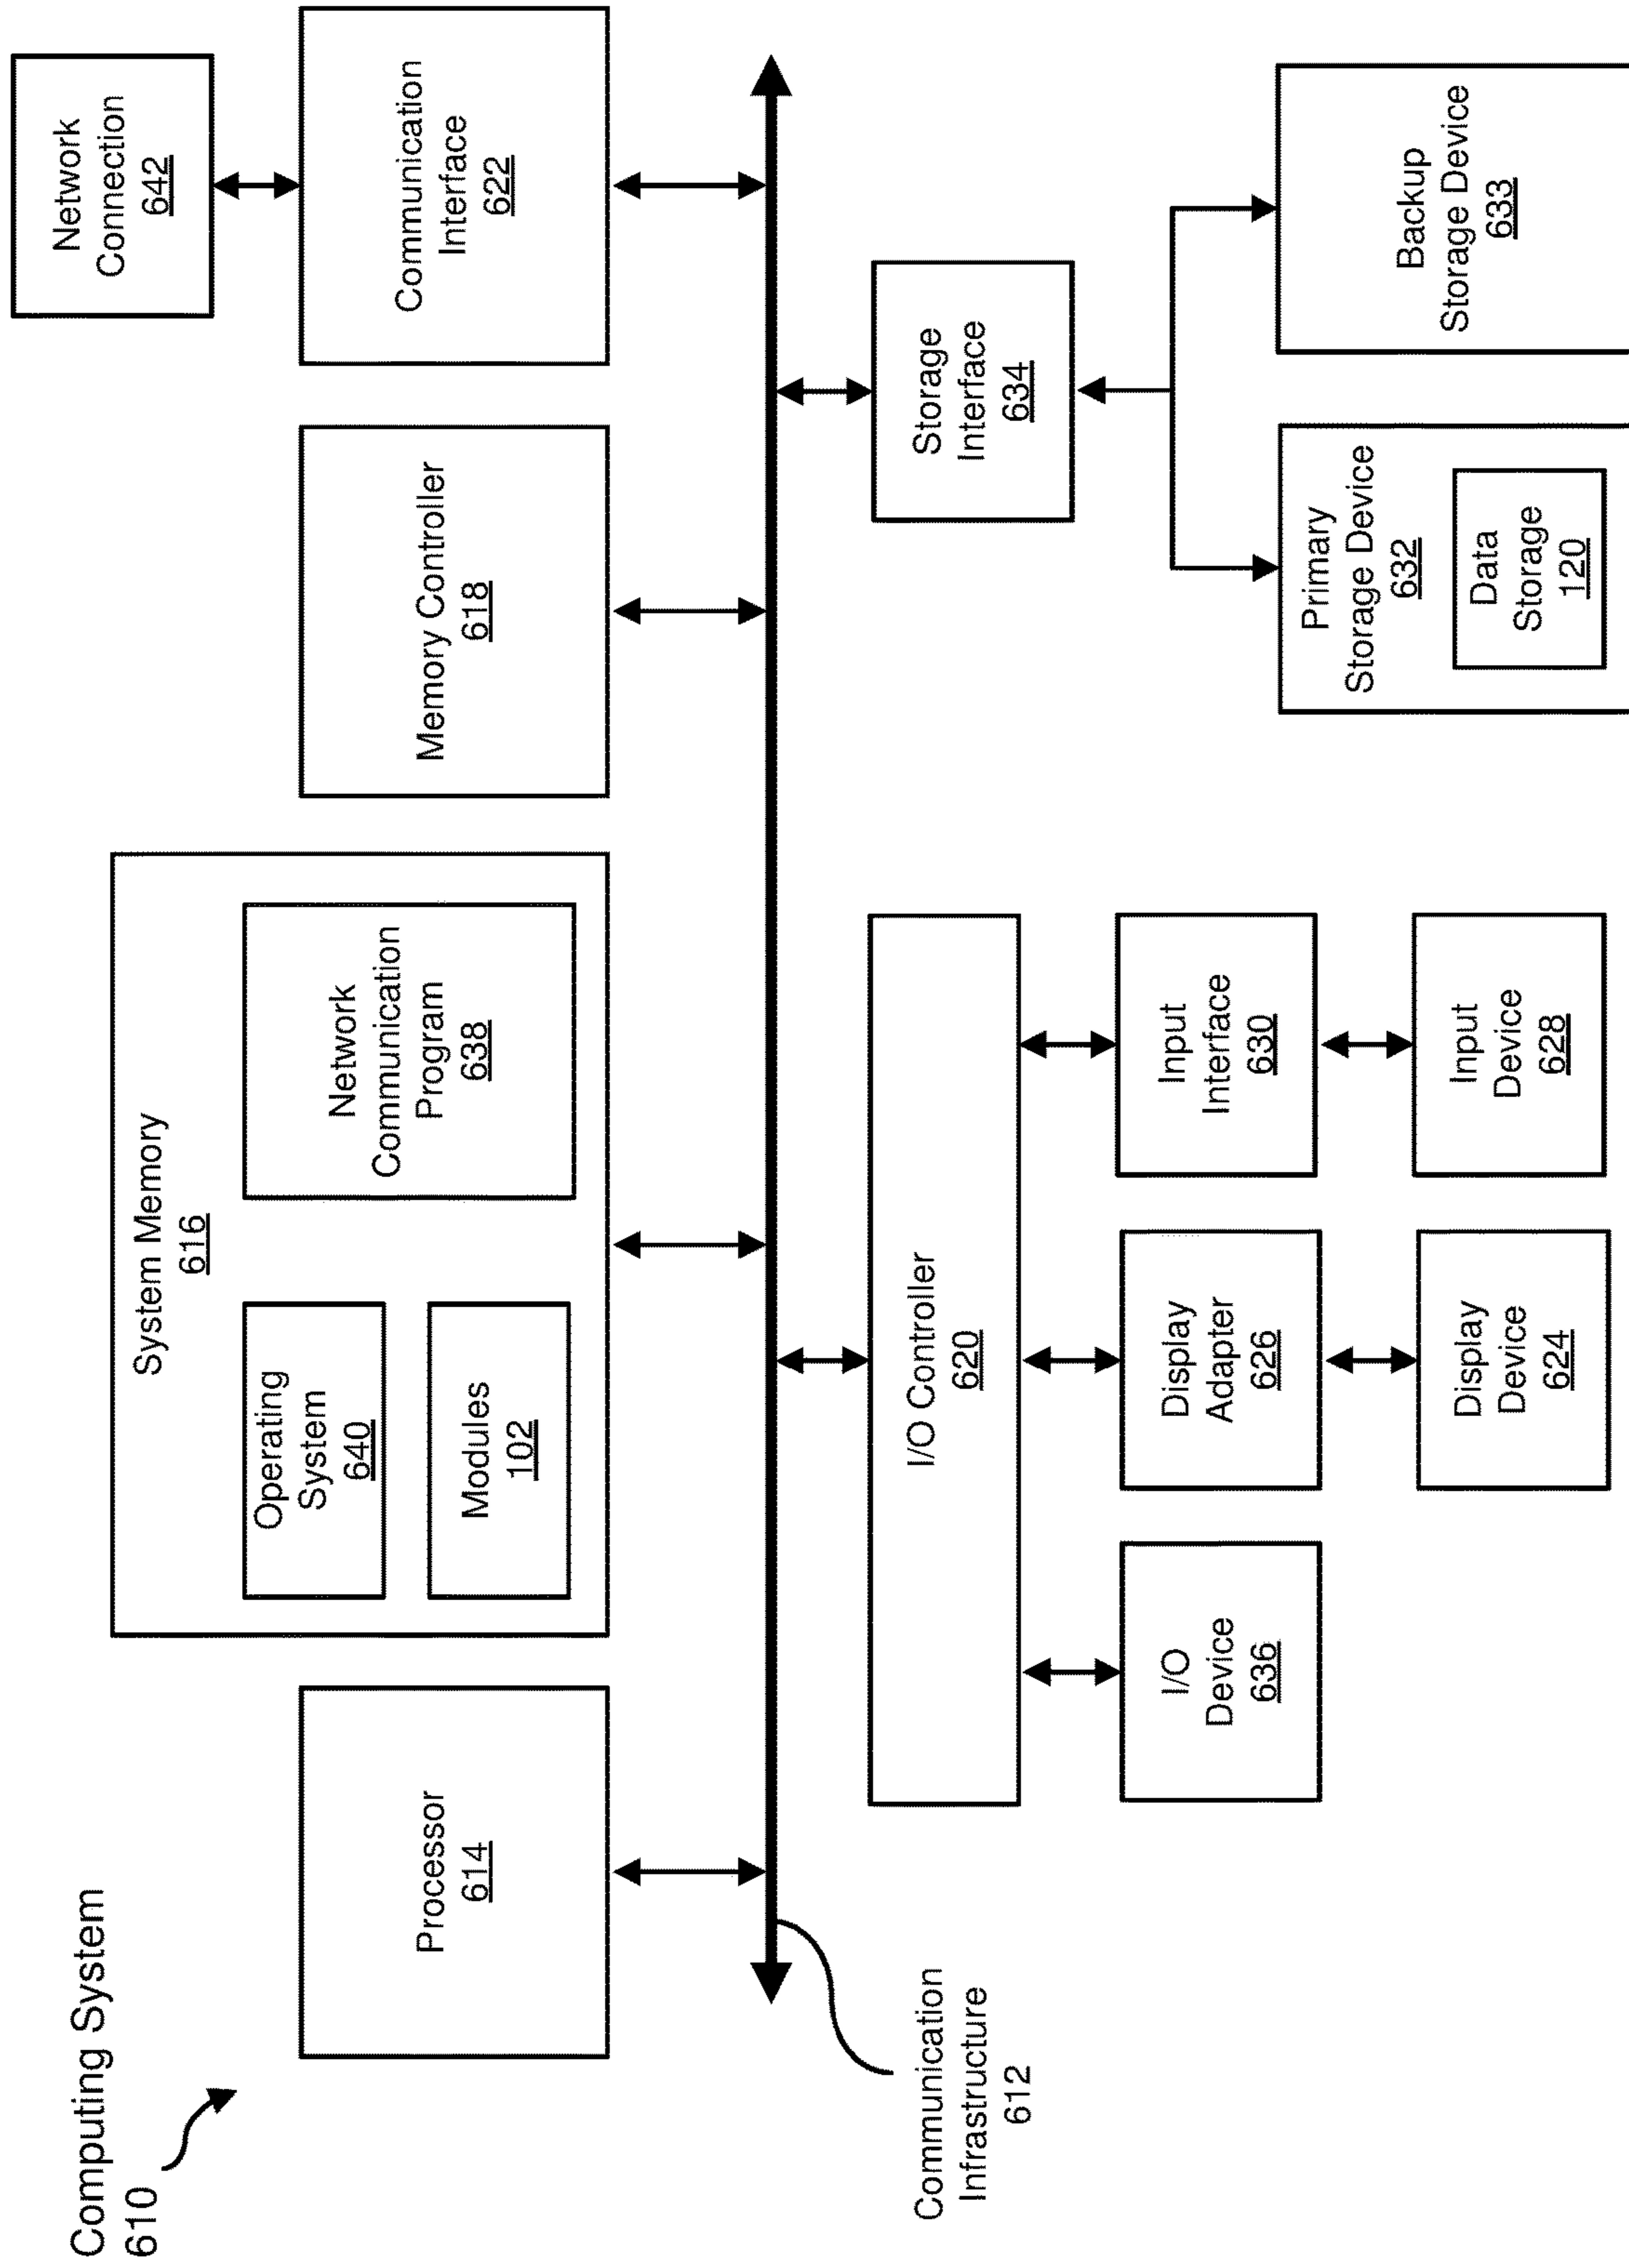 Computing System
610
Processor
614
System Memory
616
Operating
System
640
Modules
102
Network
Communication
Program
638
Memory Controller
618
Network
Connection
642
Communication
Interface
622
Communication
Infrastructure
612
I/O Controller
620
Storage
Interface
634
I/O
Device
636
Display
Adapter
626
Input
Interface
630
Display
Device
624
Input
Device
628
Primary
Storage Device
632
Data
Storage
120
Backup
Storage Device
633